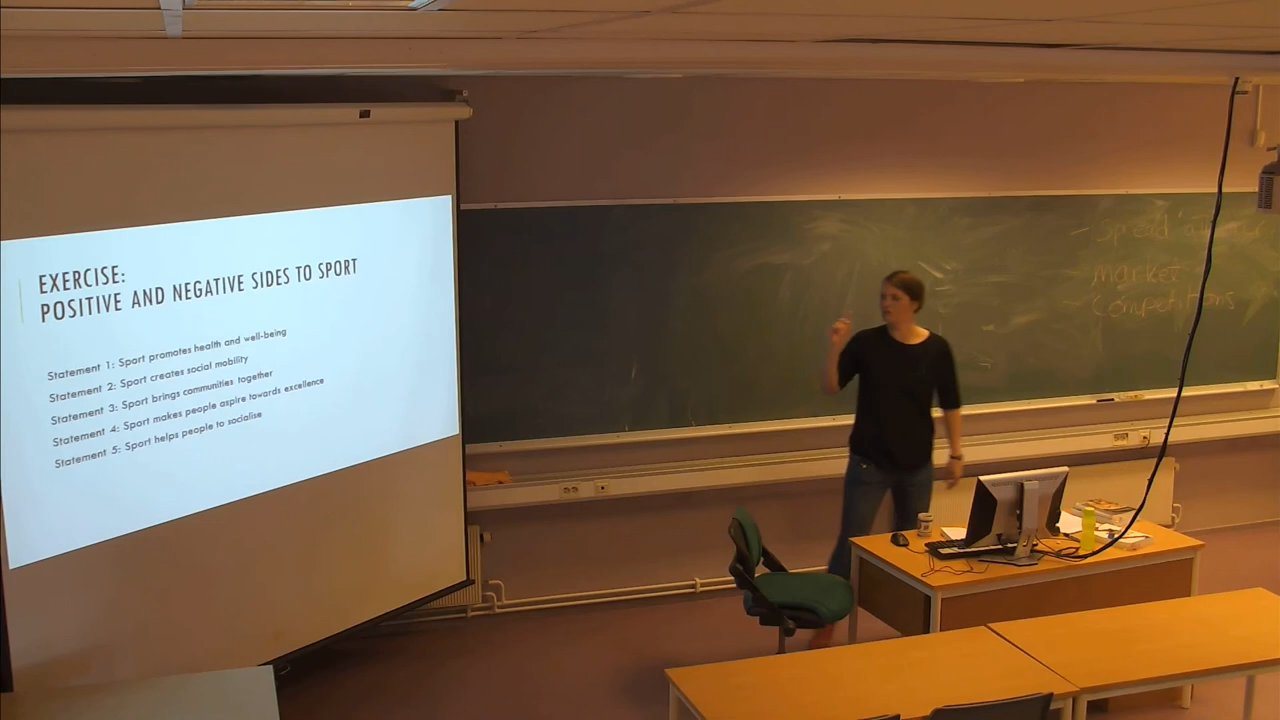 EXERCISE:
POSITIVE AND NEGATIVE SIDES TO SPORT
Statement 1: Sport promotes health and well-being
Statement 2: Sport creates social mobility
Statement 3: Sport brings communities together
Statement 4: Sport makes people aspire towards excellence
Statement 5: Sport helps people to socialise
- Spread
market
- Competitions